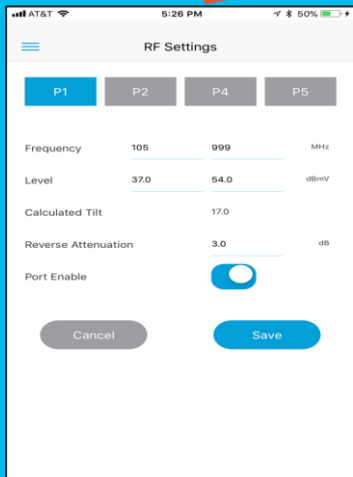 AT&T 5:26 PM 50%
RF Settings
P1 P2 P4 P5
Frequency 105 999 MHz
Level 37.0 54.0 dBmV
Calculated Tilt 17.0
Reverse Attenuation 3.0 dB
Port Enable
Cancel Save